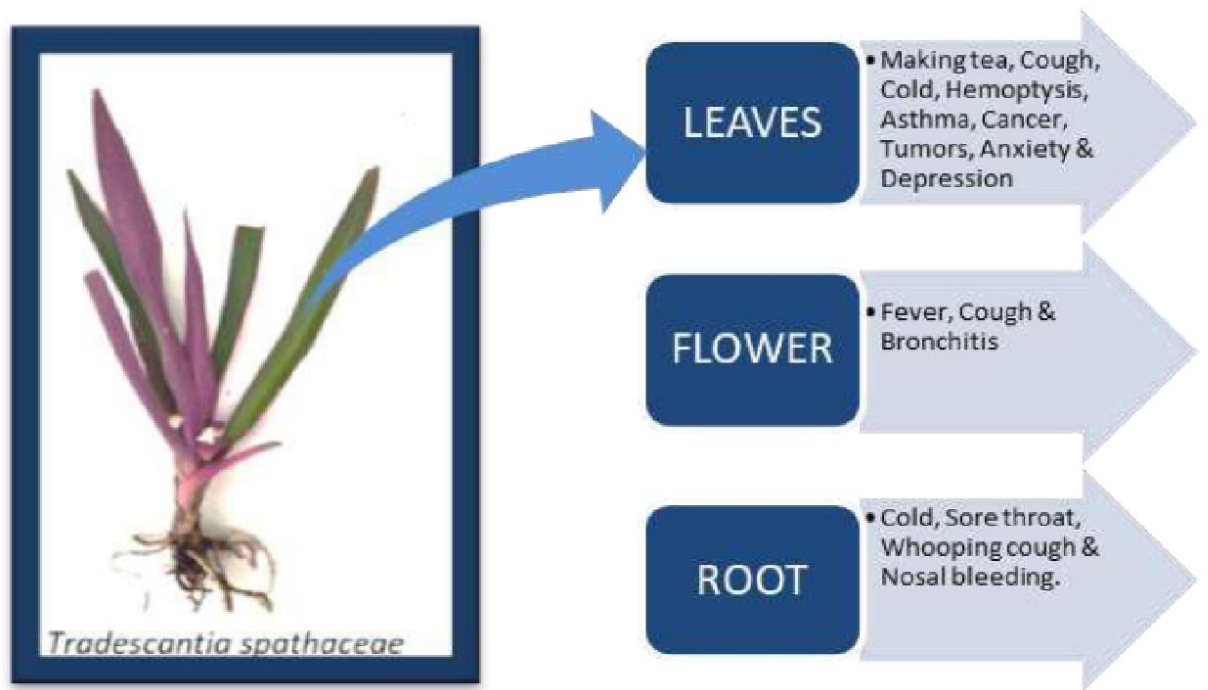 LEAVES
• Making tea, Cough,
Cold, Hemoptysis,
Asthma, Cancer,
Tumors, Anxiety &
Depression
FLOWER
• Fever, Cough &
Bronchitis
ROOT
• Cold, Sore throat,
Whooping cough &
Nosal bleeding.
Tradescantia spathaceae